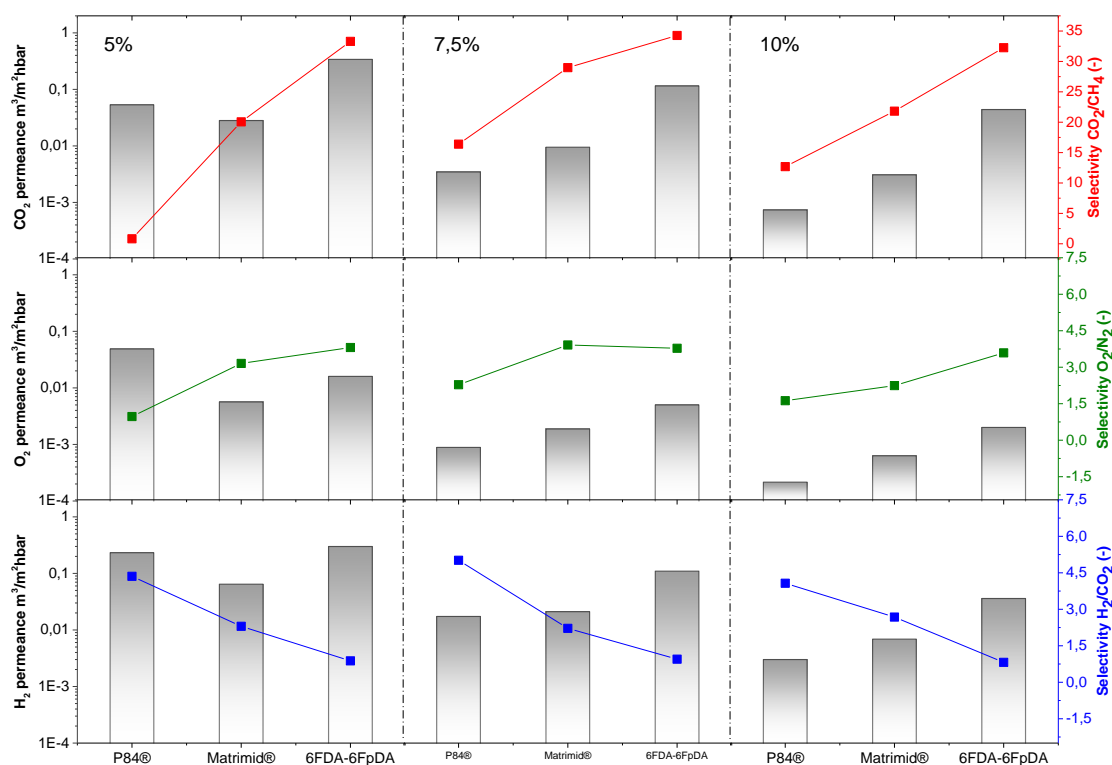 5%
7,5%
10%
CO2 permeance m3/m2hbar
1
0,1
0,01
1E-3
1E-4
35
30
25
20
15
10
5
0
Selectivity CO2/CH4 (-)
O2 permeance m3/m2hbar
1
0,1
0,01
1E-3
1E-4
7,5
6,0
4,5
3,0
1,5
0,0
-1,5
Selectivity O2/N2 (-)
H2 permeance m3/m2hbar
1
0,1
0,01
1E-3
1E-4
7,5
6,0
4,5
3,0
1,5
0,0
-1,5
Selectivity H2/CO2 (-)
P84® Matrimid® 6FDA-6FpDA
P84® Matrimid® 6FDA-6FpDA
P84® Matrimid® 6FDA-6FpDA